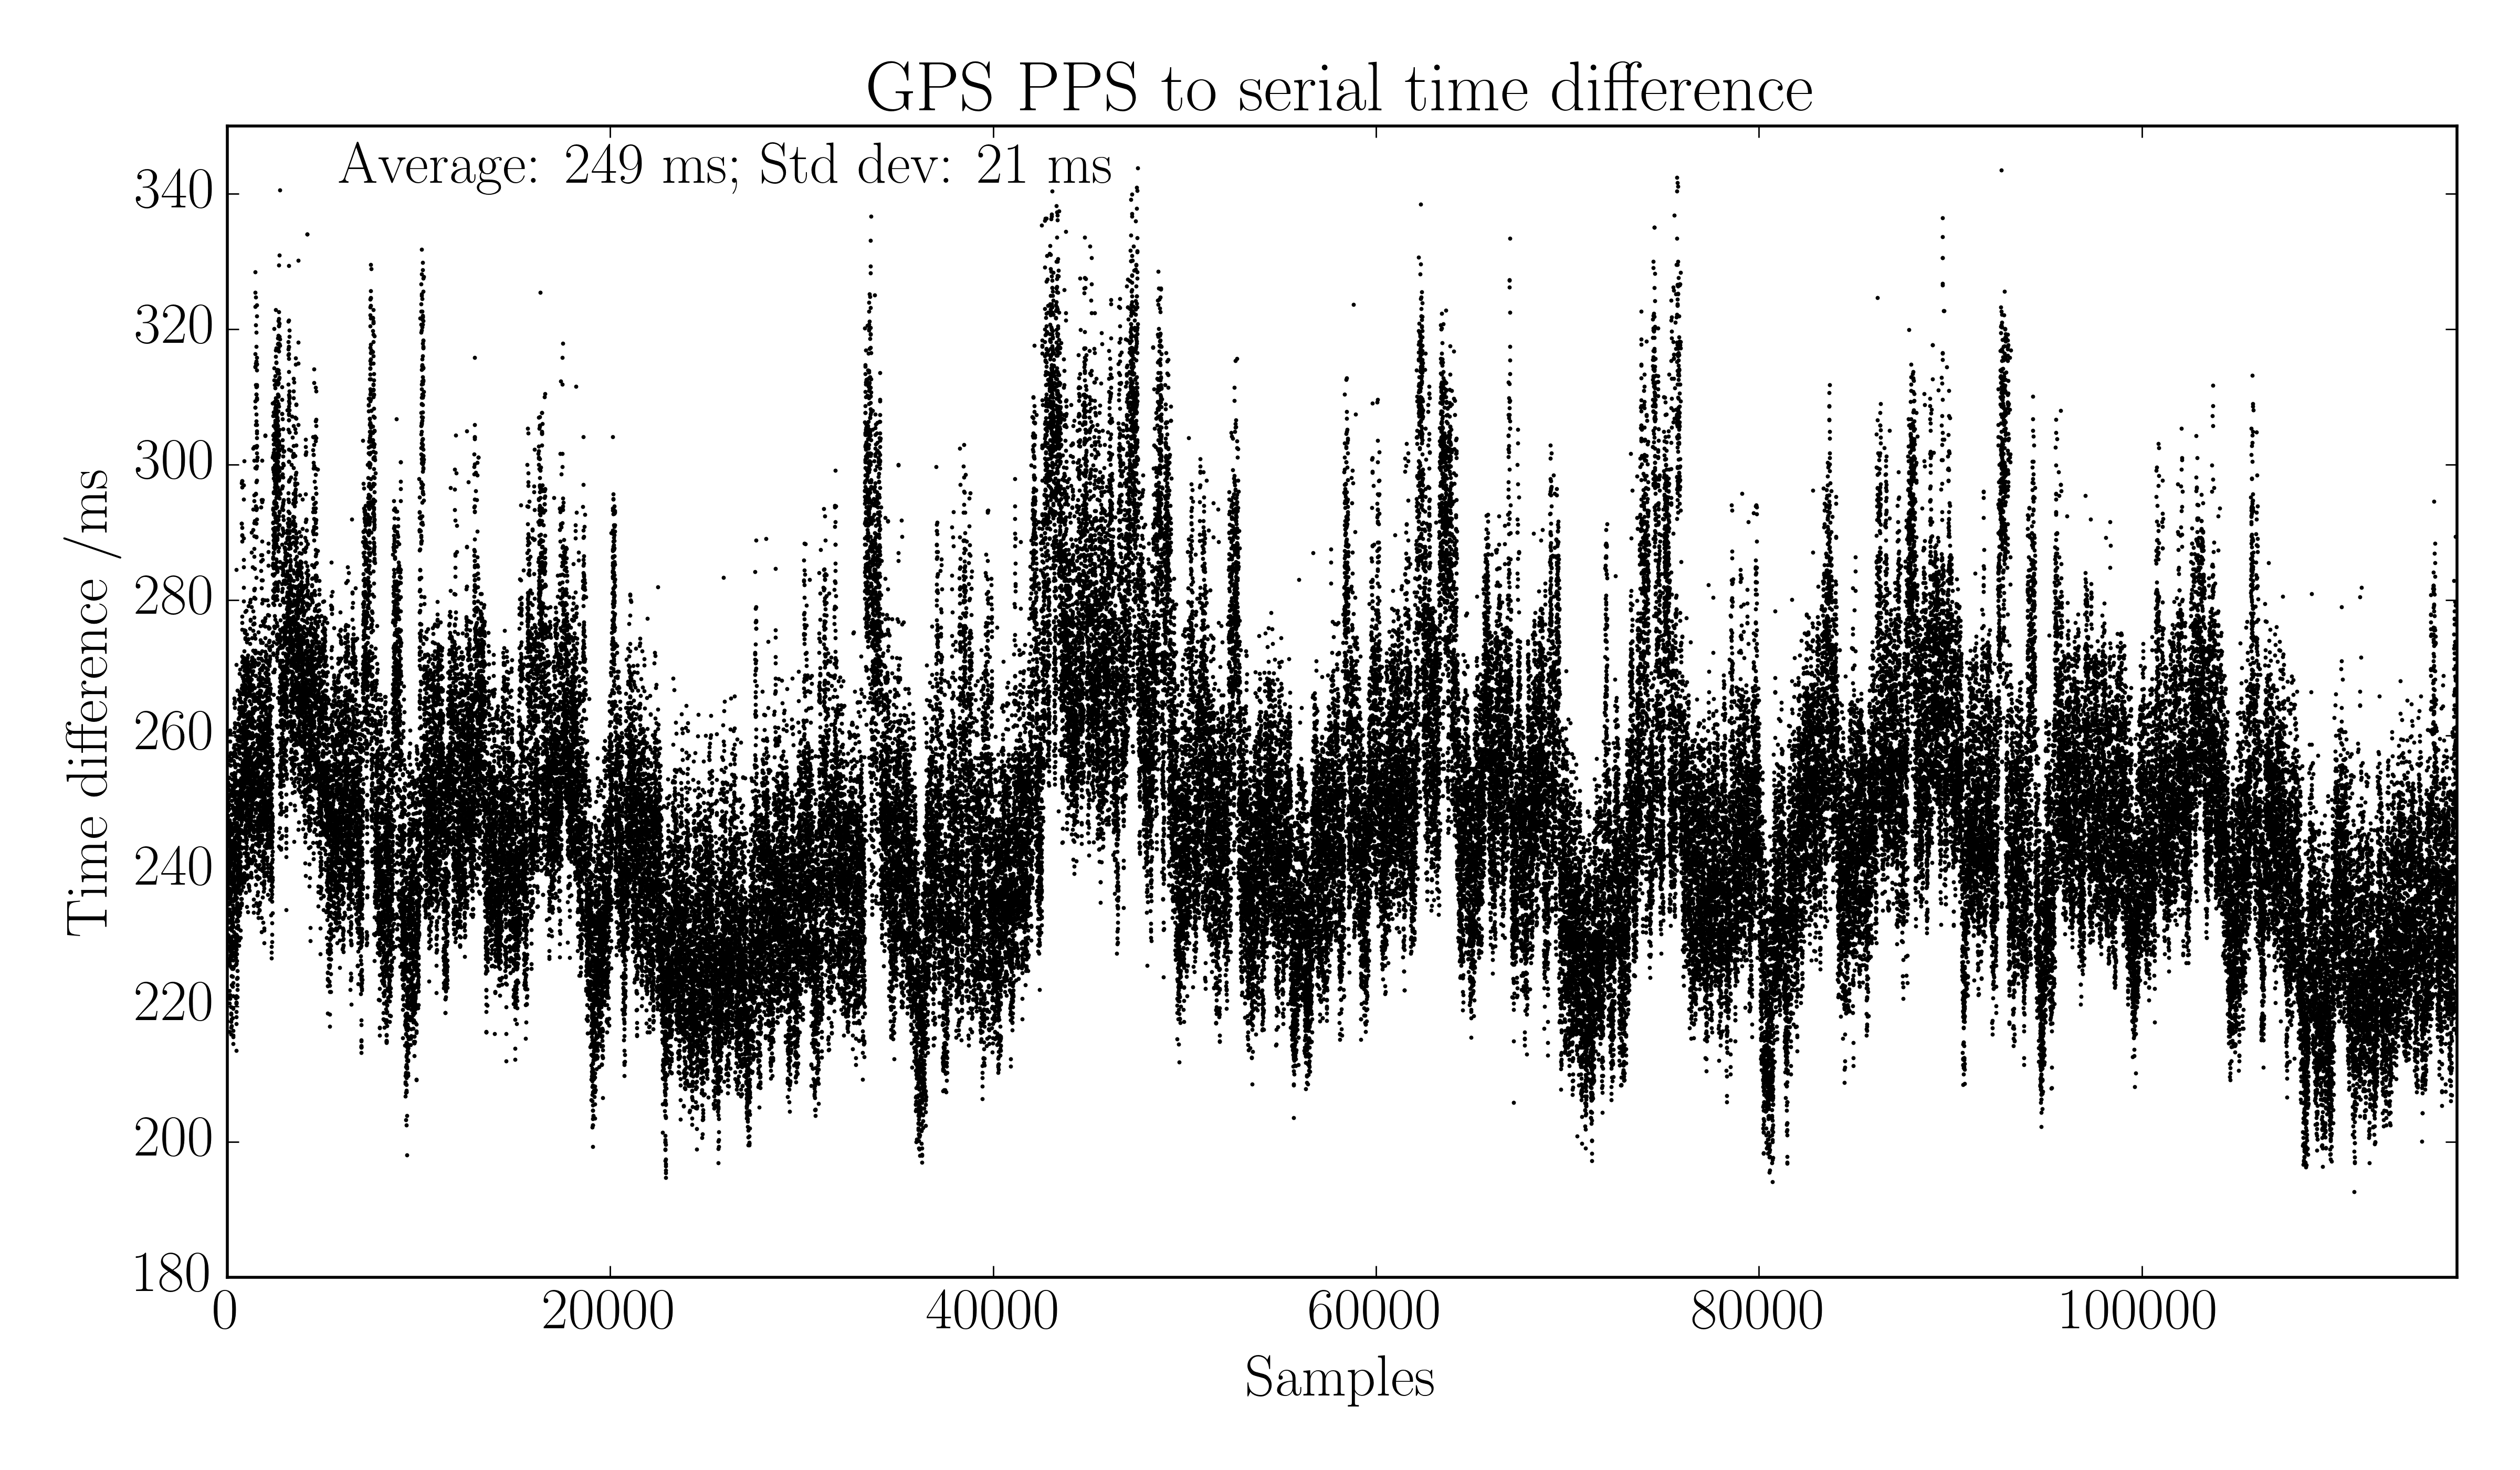 GPS PPS to serial time difference
Average: 249 ms; Std dev: 21 ms
Time difference /ms
340
320
300
280
260
240
220
200
180
0 20000 40000 60000 80000 100000
Samples